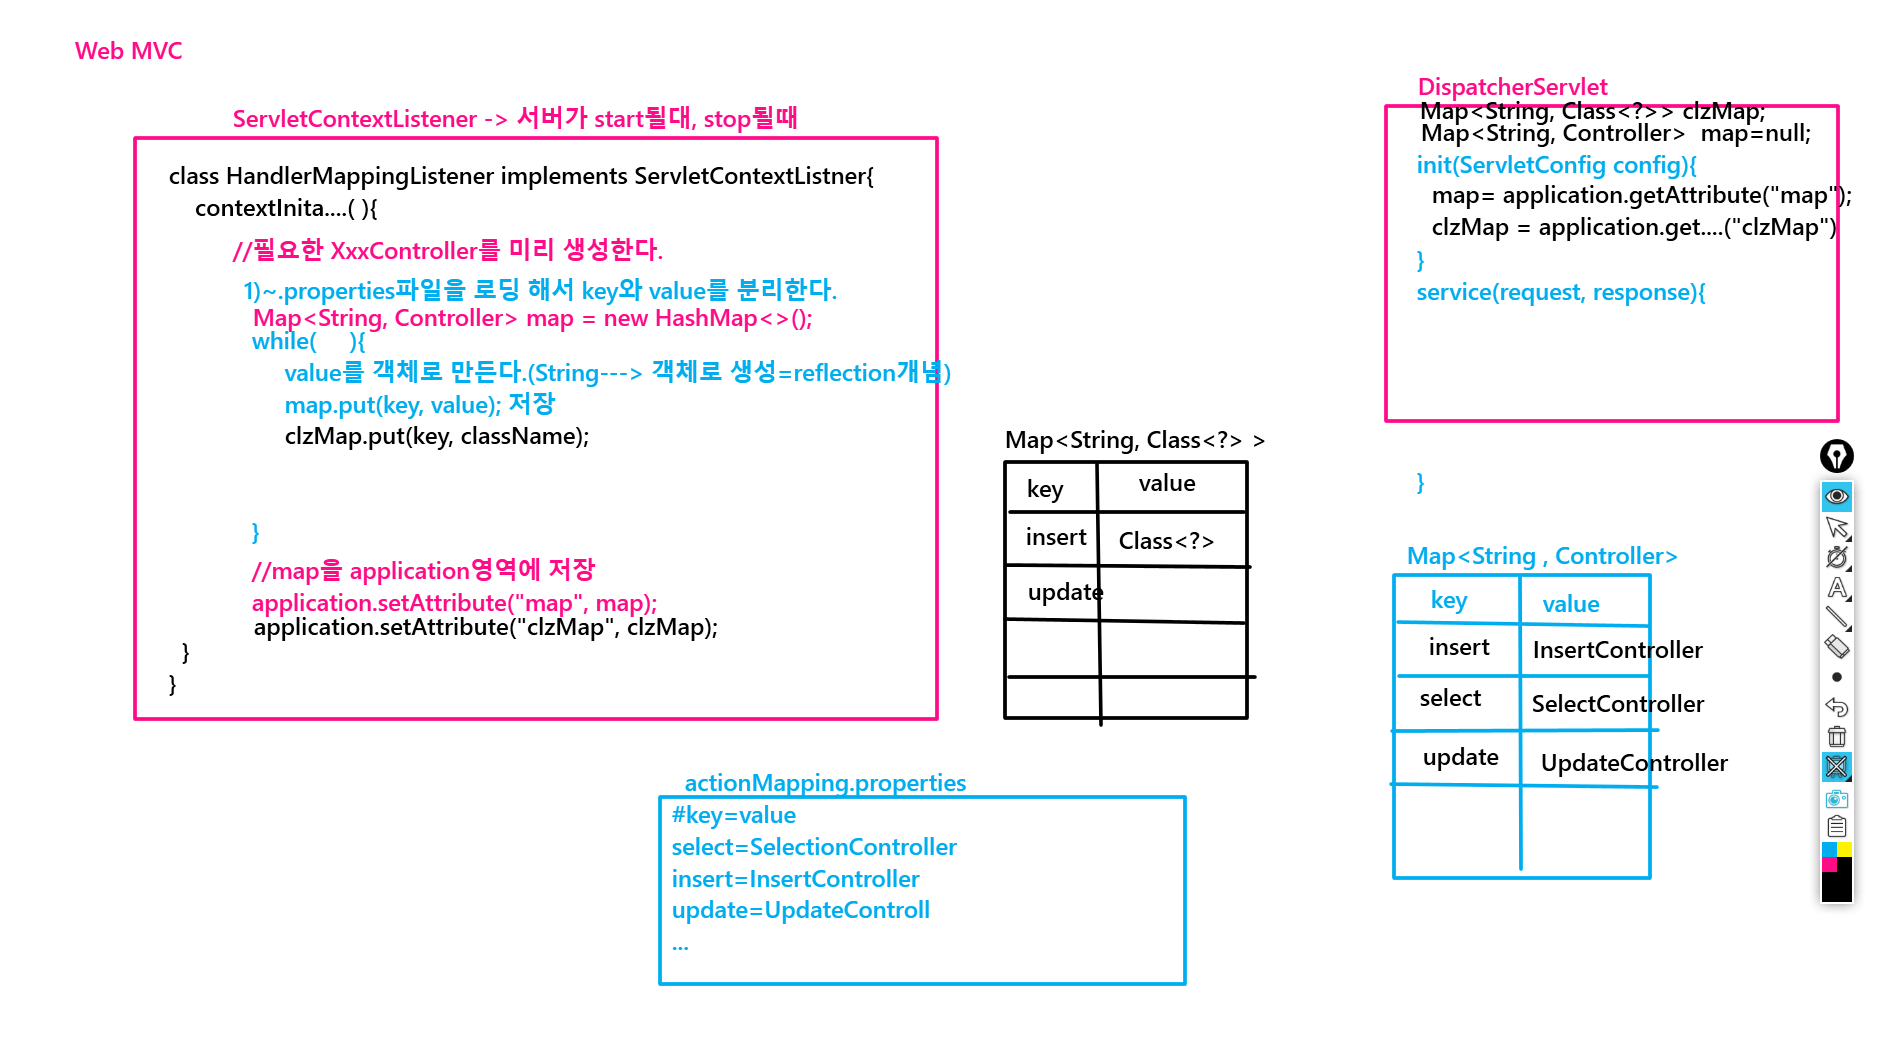 Web MVC
ServletContextListener -> 서버가 start될대, stop될때
class HandlerMappingListener implements ServletContextListner{
contextInita....( ){
//필요한 XxxController를 미리 생성한다.
1)~.properties파일을 로딩 해서 key와 value를 분리한다.
Map<String, Controller> map = new HashMap<>();
while( ){
value를 객체로 만든다.(String---> 객체로 생성=reflection개념)
map.put(key, value); 저장
clzMap.put(key, className);
}
//map을 application영역에 저장
application.setAttribute("map", map);
application.setAttribute("clzMap", clzMap);
}
}
DispatcherServlet
Map<String, Class<?>> clzMap;
Map<String, Controller> map=null;
init(ServletConfig config){
map= application.getAttribute("map");
clzMap = application.get....("clzMap")
}
service(request, response){
}
Map<String, Class<?> >
key value
insert Class<?>
update
Map<String , Controller>
key value
insert InsertController
select SelectController
update UpdateController
actionMapping.properties
#key=value
select=SelectionController
insert=InsertController
update=UpdateControll
...